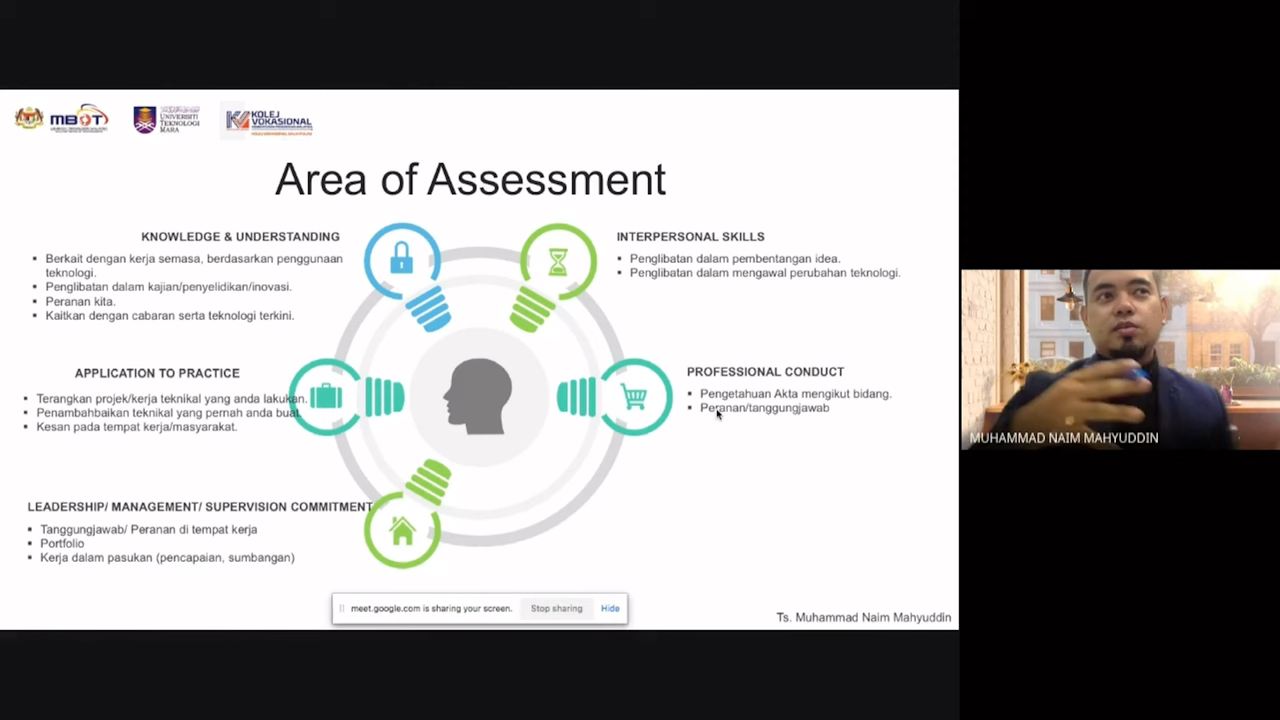 MBOT
UNIVERSITI
TEKNOLOGI
MARA
KOLEJ
VOKASIONAL
Area of Assessment
KNOWLEDGE & UNDERSTANDING
▪ Berkait dengan kerja semasa, berdasarkan penggunaan
teknologi.
▪ Penglibatan dalam kajian/penyelidikan/inovasi.
▪ Peranan kita.
▪ Kaitkan dengan cabaran serta teknologi terkini.
INTERPERSONAL SKILLS
▪ Penglibatan dalam pembentangan idea.
▪ Penglibatan dalam mengawal perubahan teknologi.
APPLICATION TO PRACTICE
▪ Terangkan projek/kerja teknikal yang anda lakukan.
▪ Penambahbaikan teknikal yang pernah anda buat.
▪ Kesan pada tempat kerja/masyarakat.
PROFESSIONAL CONDUCT
▪ Pengetahuan Akta mengikut bidang.
▪ Peranan/tanggungjawab
LEADERSHIP/ MANAGEMENT/ SUPERVISION COMMITMENT
▪ Tanggungjawab/ Peranan di tempat kerja
▪ Portfolio
▪ Kerja dalam pasukan (pencapaian, sumbangan)
meet.google.com is sharing your screen. Stop sharing Hide
Ts. Muhammad Naim Mahyuddin
MUHAMMAD NAIM MAHYUDDIN